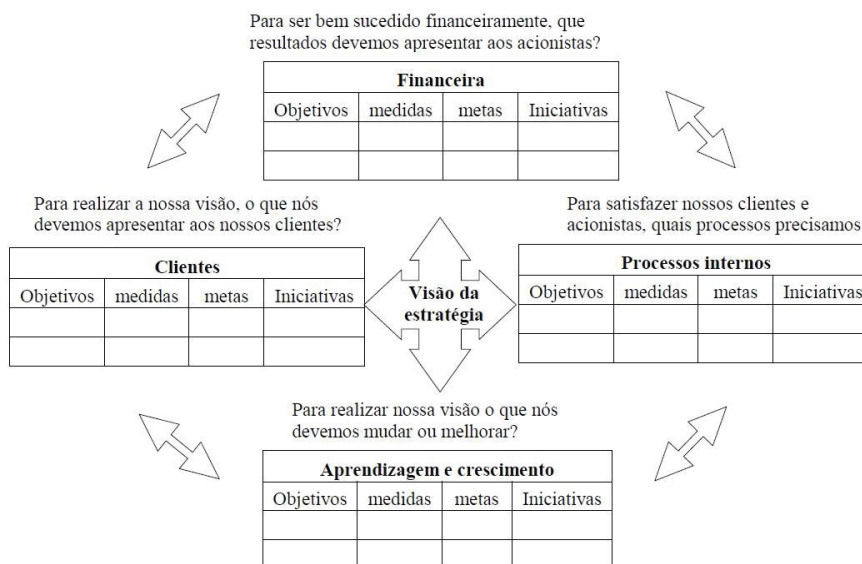 Para ser bem sucedido financeiramente, que
resultados devemos apresentar aos acionistas?
Financeira
Objetivos medidas metas Iniciativas
Para realizar a nossa visão, o que nós
devemos apresentar aos nossos clientes?
Clientes
Objetivos medidas metas Iniciativas
Visão da
estratégia
Para satisfazer nossos clientes e
acionistas, quais processos precisamos
Processos internos
Objetivos medidas metas Iniciativas
Para realizar nossa visão o que nós
devemos mudar ou melhorar?
Aprendizagem e crescimento
Objetivos medidas metas Iniciativas